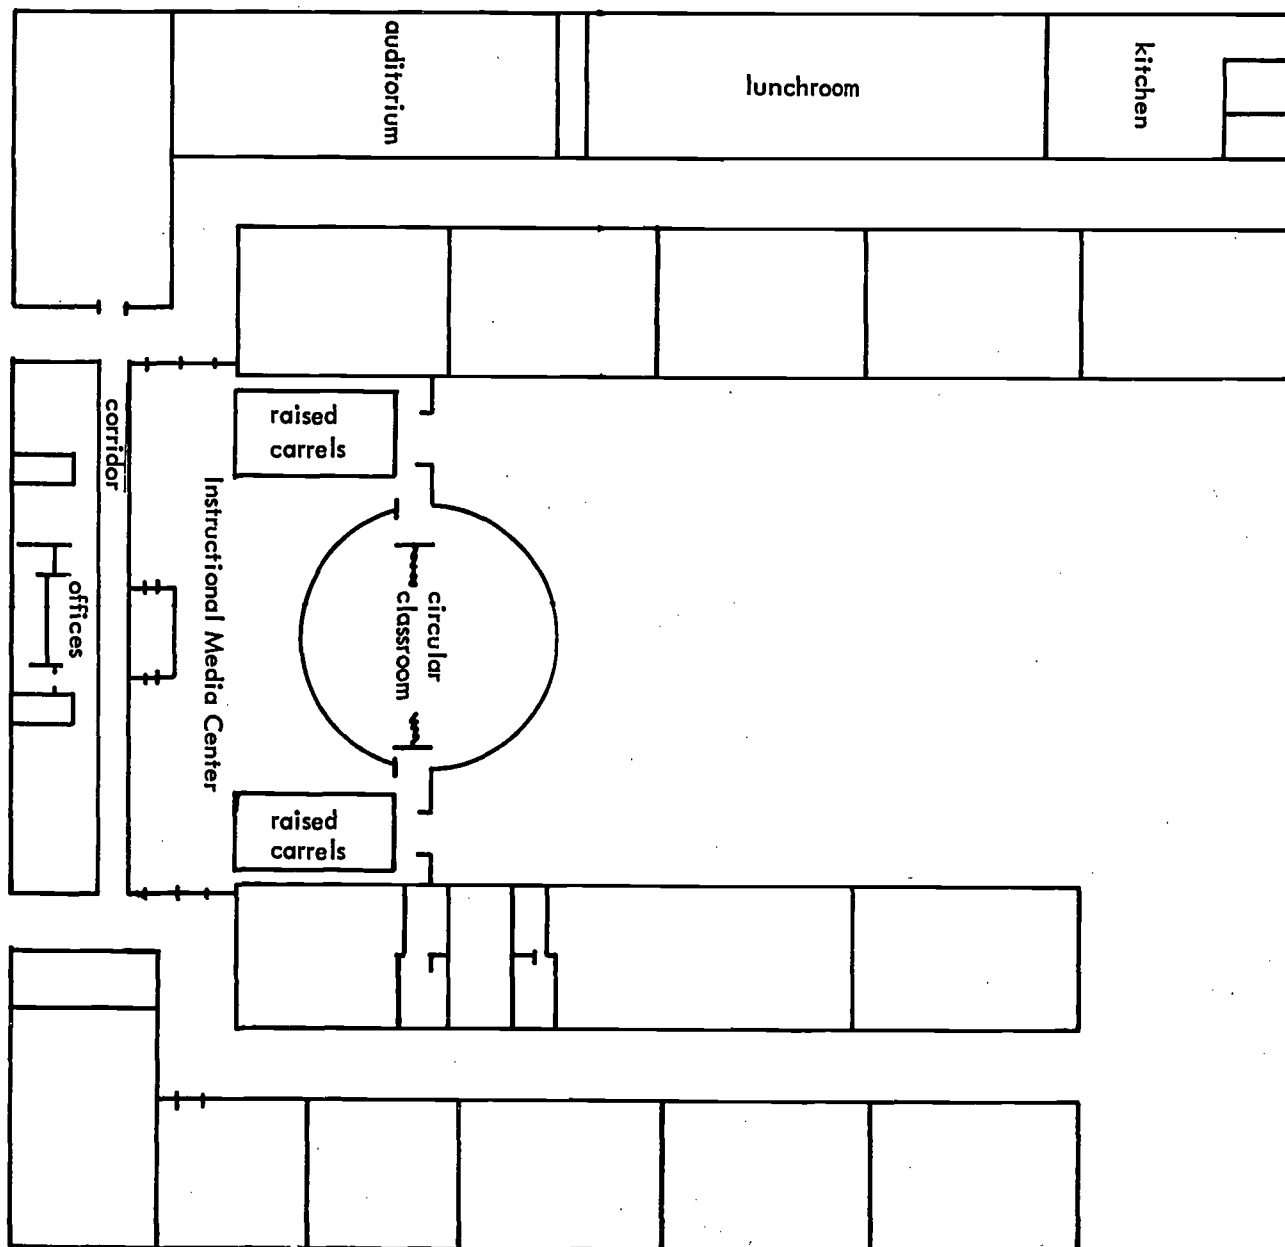 auditorium
lunchroom
kitchen
raised
carrels
corridor
Instructional Media Center
circular
classroom
offices
raised
carrels